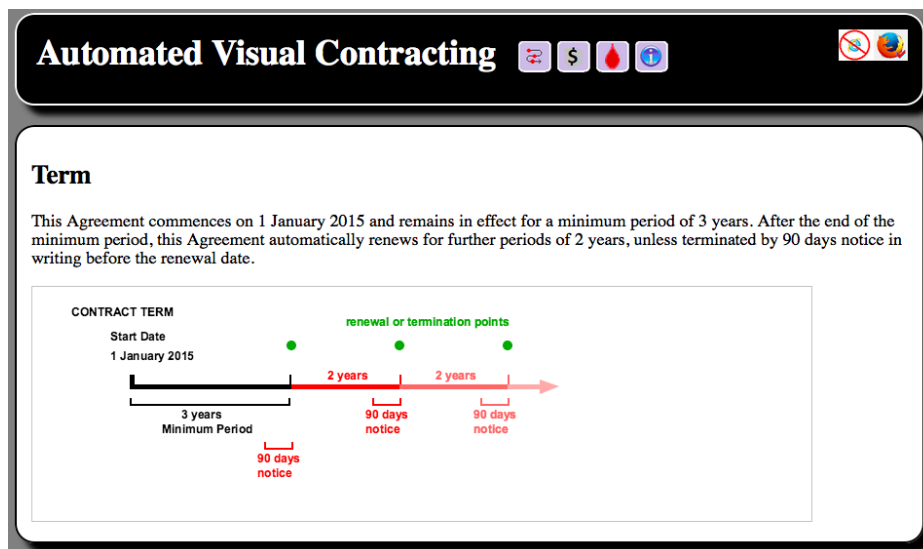 Automated Visual Contracting
$
Term
This Agreement commences on 1 January 2015 and remains in effect for a minimum period of 3 years. After the end of the
minimum period, this Agreement automatically renews for further periods of 2 years, unless terminated by 90 days notice in
writing before the renewal date.
CONTRACT TERM
renewal or termination points
Start Date
1 January 2015
2 years
2 years
3 years
Minimum Period
90 days
notice
90 days
notice
90 days
notice